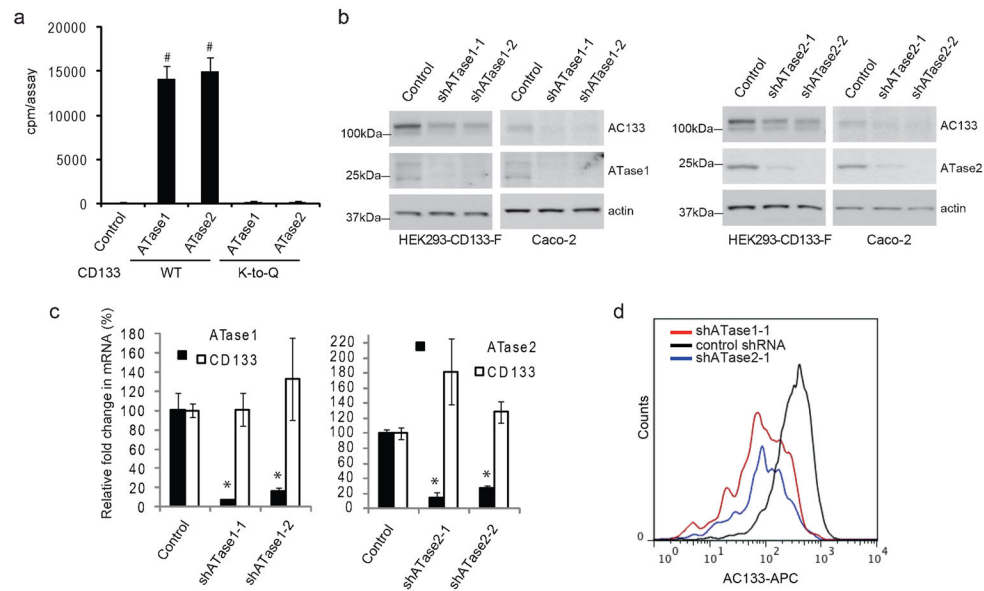 a
20000
15000
10000
5000
0
cpm/assay
#
#
Control
ATase1
ATase2
ATase1
ATase2
CD133
WT
K-to-Q
b
Control
shATase1-1
shATase1-2
Control
shATase1-1
shATase1-2
100kDa
AC133
25kDa
ATase1
37kDa
actin
HEK293-CD133-F
Caco-2
Control
shATase2-1
shATase2-2
Control
shATase2-1
shATase2-2
100kDa
AC133
25kDa
ATase2
37kDa
actin
HEK293-CD133-F
Caco-2
c
Relative fold change in mRNA (%)
180
160
140
120
100
80
60
40
20
0
ATase1
CD133
*
*
Control
shATase1-1
shATase1-2
220
200
180
160
140
120
100
80
60
40
20
0
ATase2
CD133
*
*
Control
shATase2-1
shATase2-2
d
shATase1-1
control shRNA
shATase2-1
Counts
0
10^0
10^1
10^2
10^3
10^4
AC133-APC